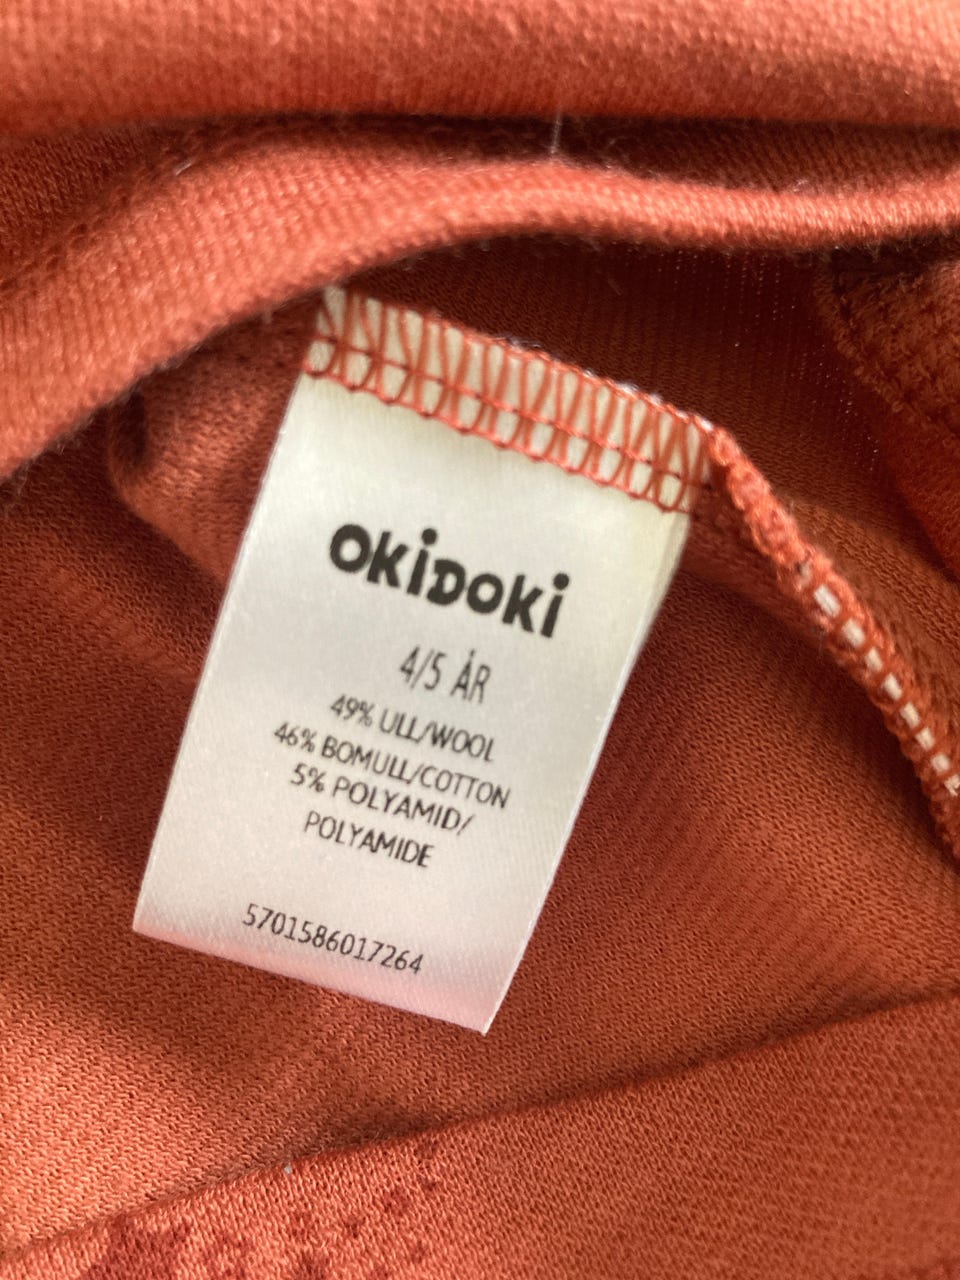 OKiDOKi
4/5 ÅR
49% ULL/WOOL
46% BOMULL/COTTON
5% POLYAMID/
POLYAMIDE
5701586017264